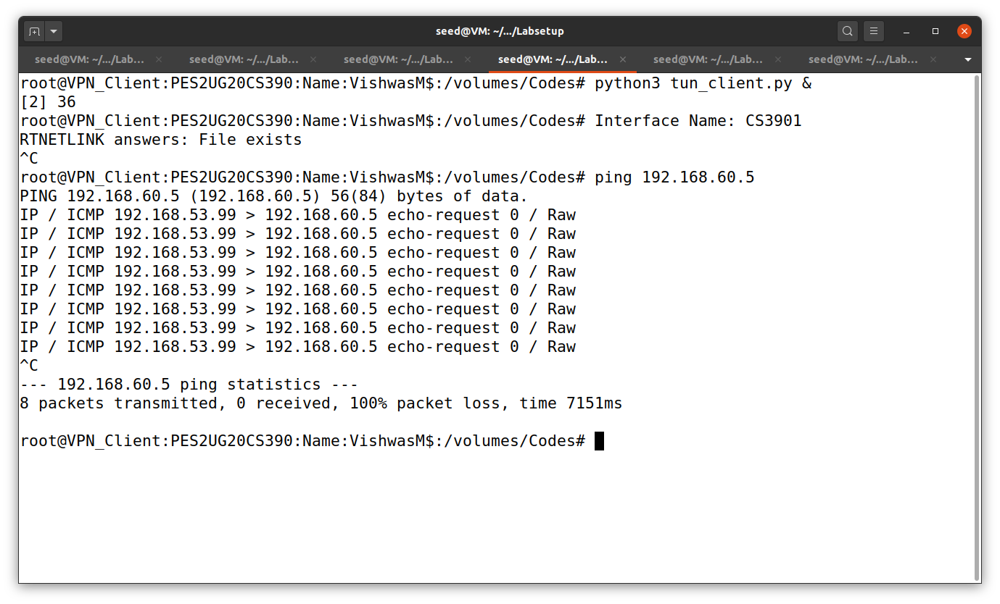 seed@VM: ~/.../Labsetup
seed@VM: ~/.../Lab... seed@VM: ~/.../Lab... seed@VM: ~/.../Lab... seed@VM: ~/.../Lab... seed@VM: ~/.../Lab... seed@VM: ~/.../Lab...
root@VPN_Client:PES2UG20CS390:Name:VishwasM$:/volumes/Codes# python3 tun_client.py &
[2] 36
root@VPN_Client:PES2UG20CS390:Name:VishwasM$:/volumes/Codes# Interface Name: CS3901
RTNETLINK answers: File exists
^C
root@VPN_Client:PES2UG20CS390:Name:VishwasM$:/volumes/Codes# ping 192.168.60.5
PING 192.168.60.5 (192.168.60.5) 56(84) bytes of data.
IP / ICMP 192.168.53.99 > 192.168.60.5 echo-request 0 / Raw
IP / ICMP 192.168.53.99 > 192.168.60.5 echo-request 0 / Raw
IP / ICMP 192.168.53.99 > 192.168.60.5 echo-request 0 / Raw
IP / ICMP 192.168.53.99 > 192.168.60.5 echo-request 0 / Raw
IP / ICMP 192.168.53.99 > 192.168.60.5 echo-request 0 / Raw
IP / ICMP 192.168.53.99 > 192.168.60.5 echo-request 0 / Raw
IP / ICMP 192.168.53.99 > 192.168.60.5 echo-request 0 / Raw
IP / ICMP 192.168.53.99 > 192.168.60.5 echo-request 0 / Raw
^C
--- 192.168.60.5 ping statistics ---
8 packets transmitted, 0 received, 100% packet loss, time 7151ms
root@VPN_Client:PES2UG20CS390:Name:VishwasM$:/volumes/Codes#